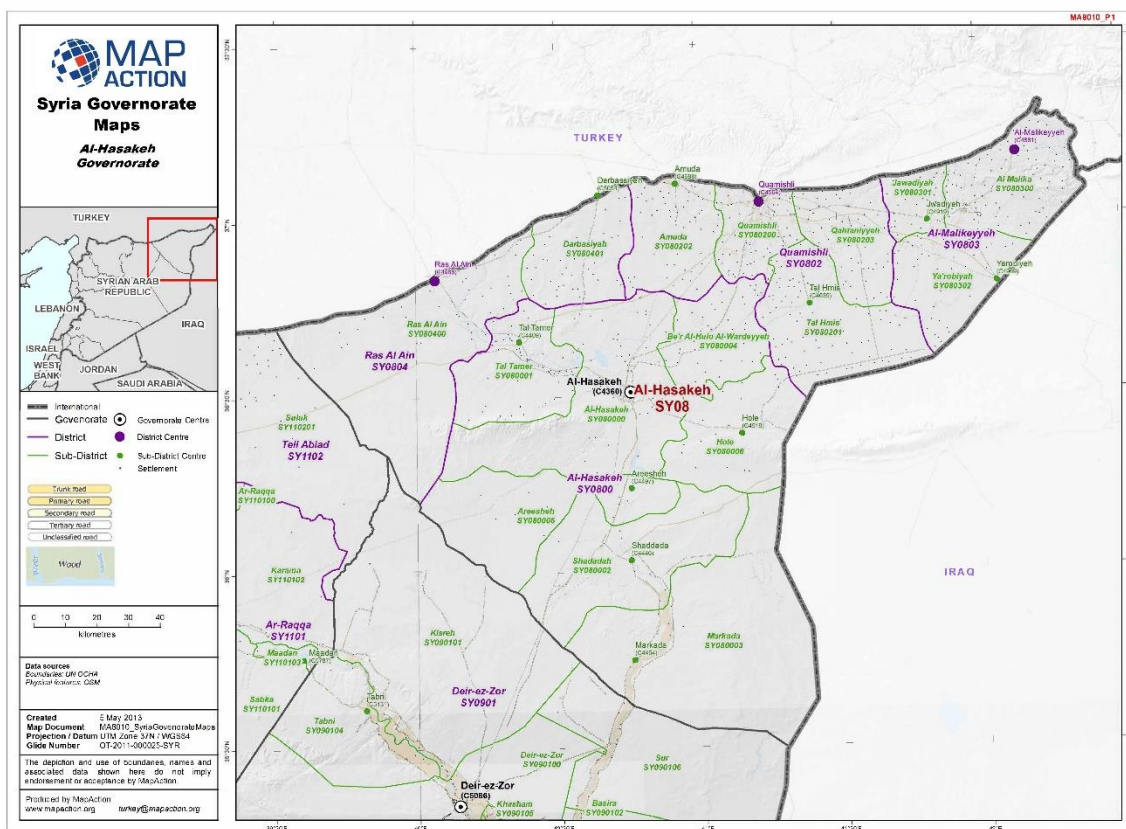 MA8010_P1
MAP
ACTION
Syria Governorate
Maps
Al-Hasakeh
Governorate
TURKEY
SYRIAN ARAB
REPUBLIC
LEBANON
IRAQ
ISRAEL
WEST
BANK
JORDAN
SAUDI ARABIA
International
Governorate Centre
District
District Centre
Sub-District
Sub-District Centre
Settlement
Trunk road
Primary road
Secondary road
Tertiary road
Unclassified road
Wood
0 10 20 30 40
kilometres
Data sources
Boundaries: UN OCHA
Physical features: OSM
Created 5 May 2013
Map Document MA8010_SyriaGovernorateMaps
Projection / Datum UTM Zone 37N / WGS84
Glide Number OT-2011-000025-SYR
The depiction and use of boundaries, names and
associated data shown here do not imply
endorsement or acceptance by MapAction
Produced by MapAction
www.mapaction.org turkey@mapaction.org
TURKEY
Al-Malikeyyeh
Al Malika
SY080300
Jawadiyah
SY080301
Jwadiyeh
Al-Malikeyyeh
SY0803
Yarobiyeh
Ya'robiyah
SY080302
Derbassiyeh
Amuda
Quamishli
Darbasiyah
SY080401
Amuda
SY080202
Quamishli
SY080200
Qahtaniyyeh
SY080203
Quamishli
SY0802
Tal Hmis
Tal Hmis
SY080201
Ras Al Ain
Ras Al Ain
SY080400
Ras Al Ain
SY0804
Tal Tamer
Tal Tamer
SY080001
Be'r Al-Hulo Al-Wardeyyeh
SY080004
Al-Hasakeh
(C4360)
Al-Hasakeh
SY08
Al-Hasakeh
SY080000
Hole
Hole
SY080006
Suluk
SY110201
Tell Abiad
SY1102
Al-Hasakeh
SY0800
Areesheh
Areesheh
SY080005
Ar-Raqqa
SY110100
Shaddada
Shadadah
SY080002
IRAQ
Karama
SY110102
Ar-Raqqa
SY1101
Kisreh
SY090101
Markada
Markada
SY080003
Maadan
SY110103
Maadan
Sabka
SY110101
Tabni
Tabni
SY090104
Deir-ez-Zor
SY0901
Deir-ez-Zor
SY090100
Sur
SY090106
Deir-ez-Zor
(C5086)
Khasham
SY090105
Basira
SY090102